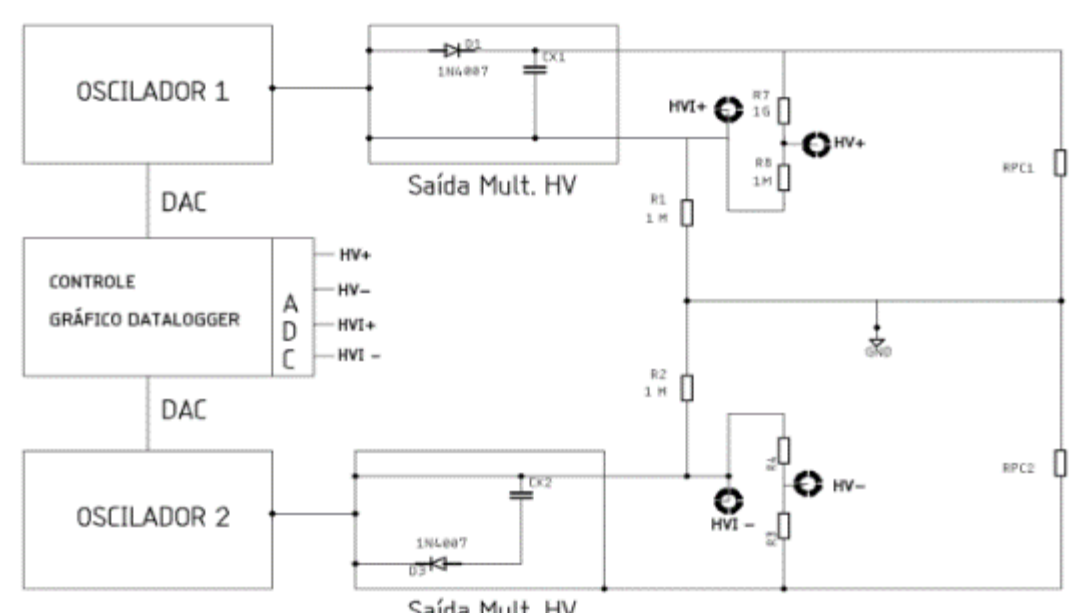 OSCILADOR 1
D1
1N4007
CX1
Saída Mult. HV
HVI+
R7
1G
HV+
R8
1M
RPC1
R1
1 M
DAC
CONTROLE
GRÁFICO DATALOGGER
A
D
C
HV+
HV-
HVI+
HVI -
GND
R2
1 M
DAC
OSCILADOR 2
CX2
1N4007
D3
HVI -
R4
HV-
R3
RPC2
Saída Mult. HV